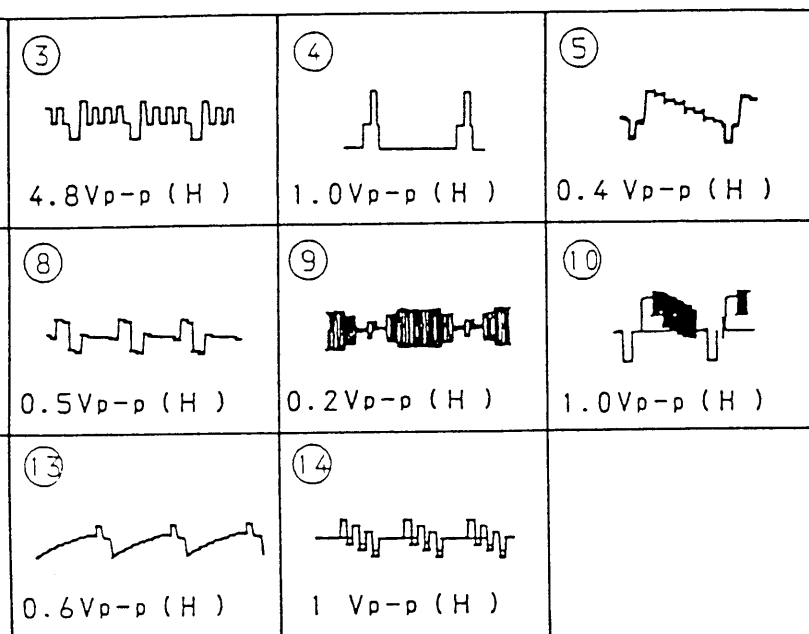 ③
4.8Vp-p (H)
④
1.0Vp-p (H)
⑤
0.4 Vp-p (H)
⑧
0.5Vp-p (H)
⑨
0.2Vp-p (H)
⑩
1.0Vp-p (H)
⑬
0.6Vp-p (H)
⑭
1 Vp-p (H)